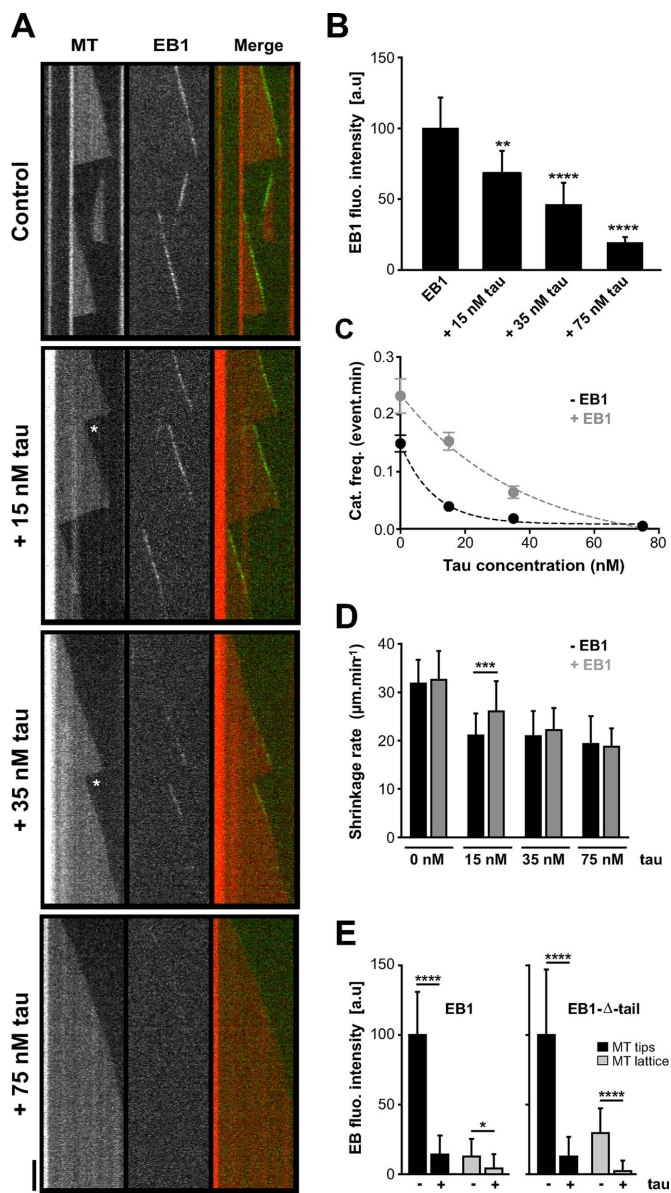 A
MT EB1 Merge
Control
+ 15 nM tau
*
+ 35 nM tau
*
+ 75 nM tau
B
EB1 fluo. intensity [a.u]
150
100
50
0
**
****
****
EB1
+ 15 nM tau
+ 35 nM tau
+ 75 nM tau
C
Cat. freq. (event.min)
0.3
0.2
0.1
0.0
- EB1
+ EB1
0 20 40 60 80
Tau concentration (nM)
D
Shrinkage rate (µm.min-1)
40
30
20
10
0
- EB1
+ EB1
***
0 nM 15 nM 35 nM 75 nM tau
E
EB fluo. intensity [a.u]
150
100
50
0
EB1
****
*
EB1-Δ-tail
****
****
MT tips
MT lattice
- + - + - + - + tau